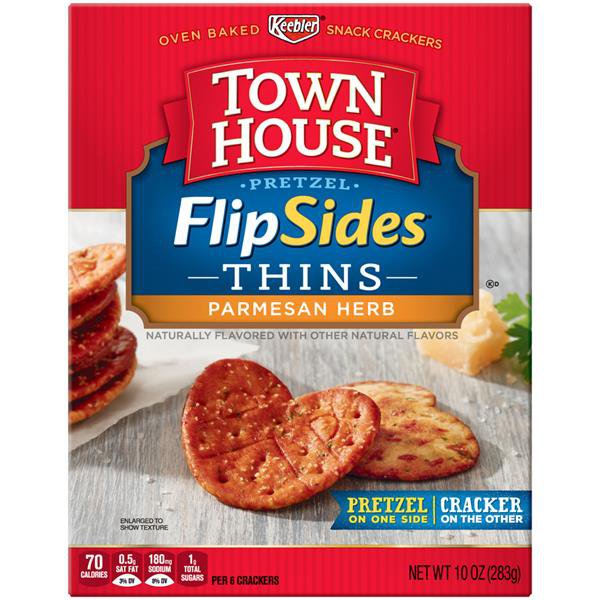 OVEN BAKED Keebler® SNACK CRACKERS
TOWN
HOUSE®
• PRETZEL •
FlipSides™
THINS
PARMESAN HERB
NATURALLY FLAVORED WITH OTHER NATURAL FLAVORS
K D
PRETZEL
ON ONE SIDE
CRACKER
ON THE OTHER
ENLARGED TO
SHOW TEXTURE
70
CALORIES
0.5g
SAT FAT
3% DV
180mg
SODIUM
8% DV
1g
TOTAL
SUGARS
PER 6 CRACKERS
NET WT 10 OZ (283g)